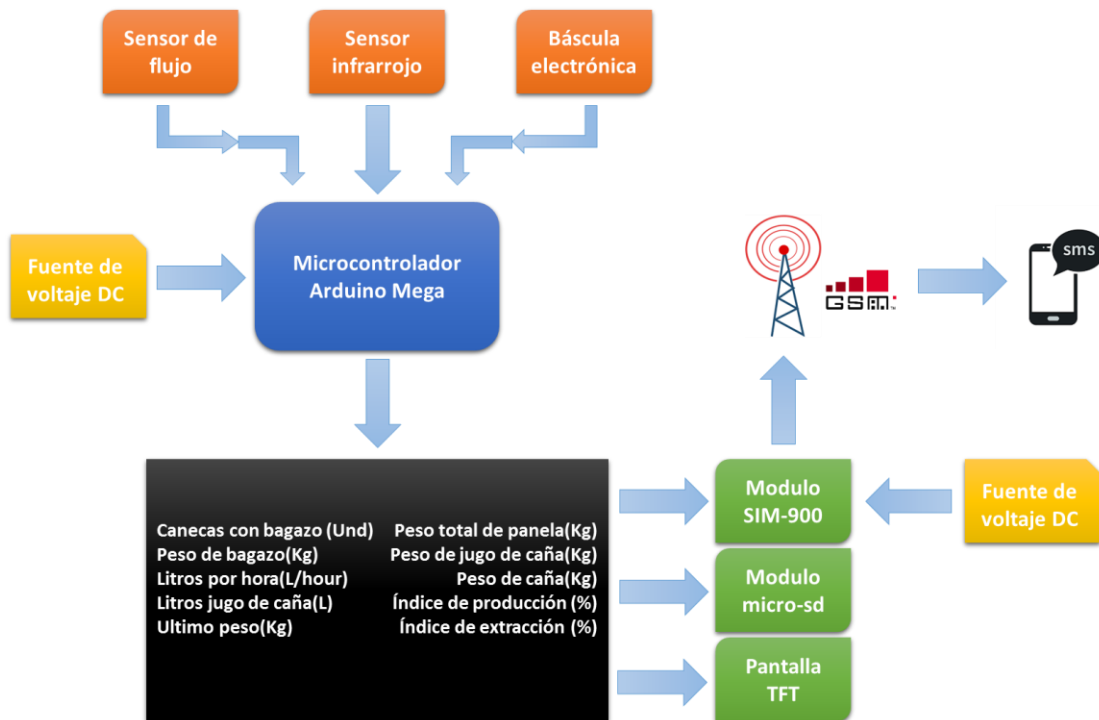 Sensor de
flujo
Sensor
infrarrojo
Báscula
electrónica
Fuente de
voltaje DC
Microcontrolador
Arduino Mega
GSM
sms
Canecas con bagazo (Und)
Peso de bagazo(Kg)
Litros por hora(L/hour)
Litros jugo de caña(L)
Ultimo peso(Kg)
Peso total de panela(Kg)
Peso de jugo de caña(Kg)
Peso de caña(Kg)
Índice de producción (%)
Índice de extracción (%)
Modulo
SIM-900
Fuente de
voltaje DC
Modulo
micro-sd
Pantalla
TFT